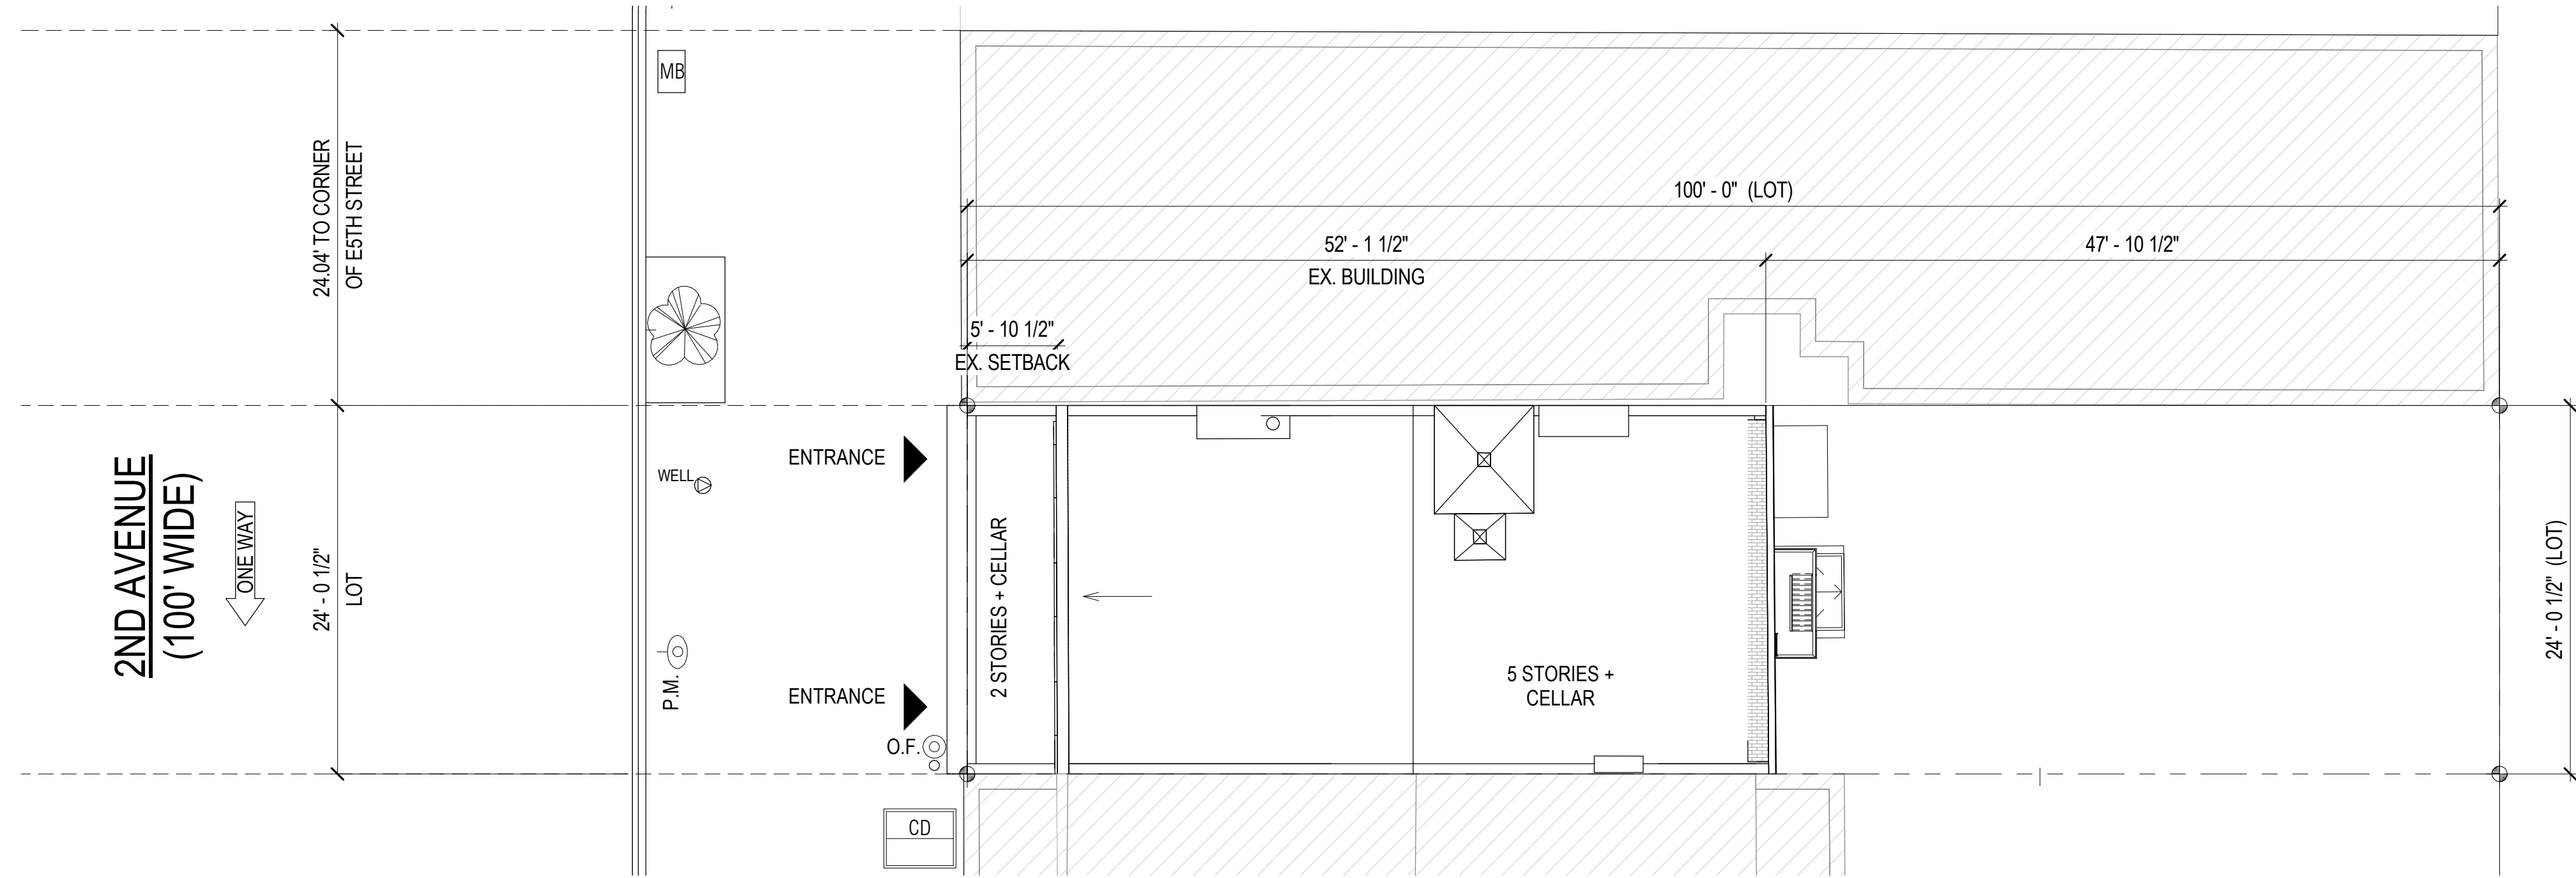 MB
24.04' TO CORNER
OF E5TH STREET
100' - 0" (LOT)
52' - 1 1/2"
EX. BUILDING
47' - 10 1/2"
5' - 10 1/2"
EX. SETBACK
2ND AVENUE
(100' WIDE)
ONE WAY
24' - 0 1/2"
LOT
WELL
P.M.
ENTRANCE
ENTRANCE
O.F.
CD
2 STORIES + CELLAR
5 STORIES +
CELLAR
24' - 0 1/2" (LOT)